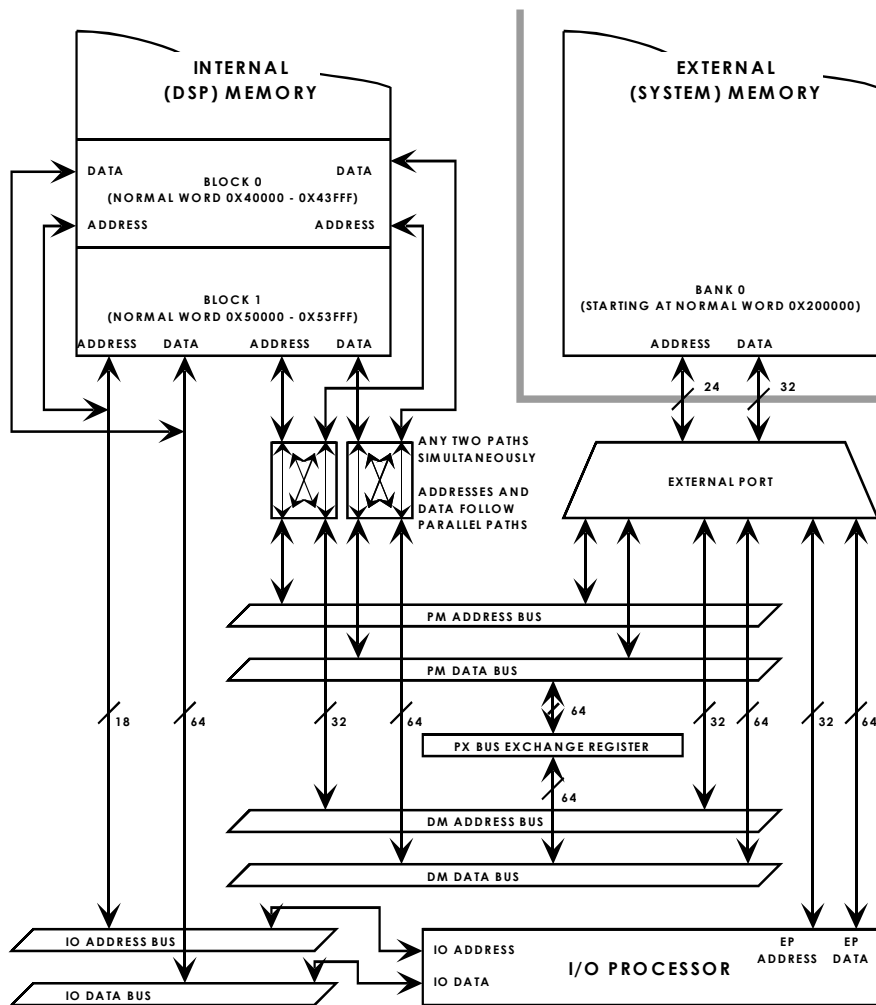 INTERNAL
(DSP) MEMORY
EXTERNAL
(SYSTEM) MEMORY
DATA
DATA
BLOCK 0
(NORMAL WORD 0X40000 - 0X43FFF)
ADDRESS
ADDRESS
BLOCK 1
(NORMAL WORD 0X50000 - 0X53FFF)
ADDRESS
DATA
ADDRESS
DATA
BANK 0
(STARTING AT NORMAL WORD 0X200000)
ADDRESS
DATA
24
32
ANY TWO PATHS
SIMULTANEOUSLY
ADDRESSES AND
DATA FOLLOW
PARALLEL PATHS
EXTERNAL PORT
PM ADDRESS BUS
PM DATA BUS
18
64
32
64
64
32
64
32
64
PX BUS EXCHANGE REGISTER
64
DM ADDRESS BUS
DM DATA BUS
IO ADDRESS BUS
IO DATA BUS
IO ADDRESS
IO DATA
I/O PROCESSOR
EP
ADDRESS
EP
DATA